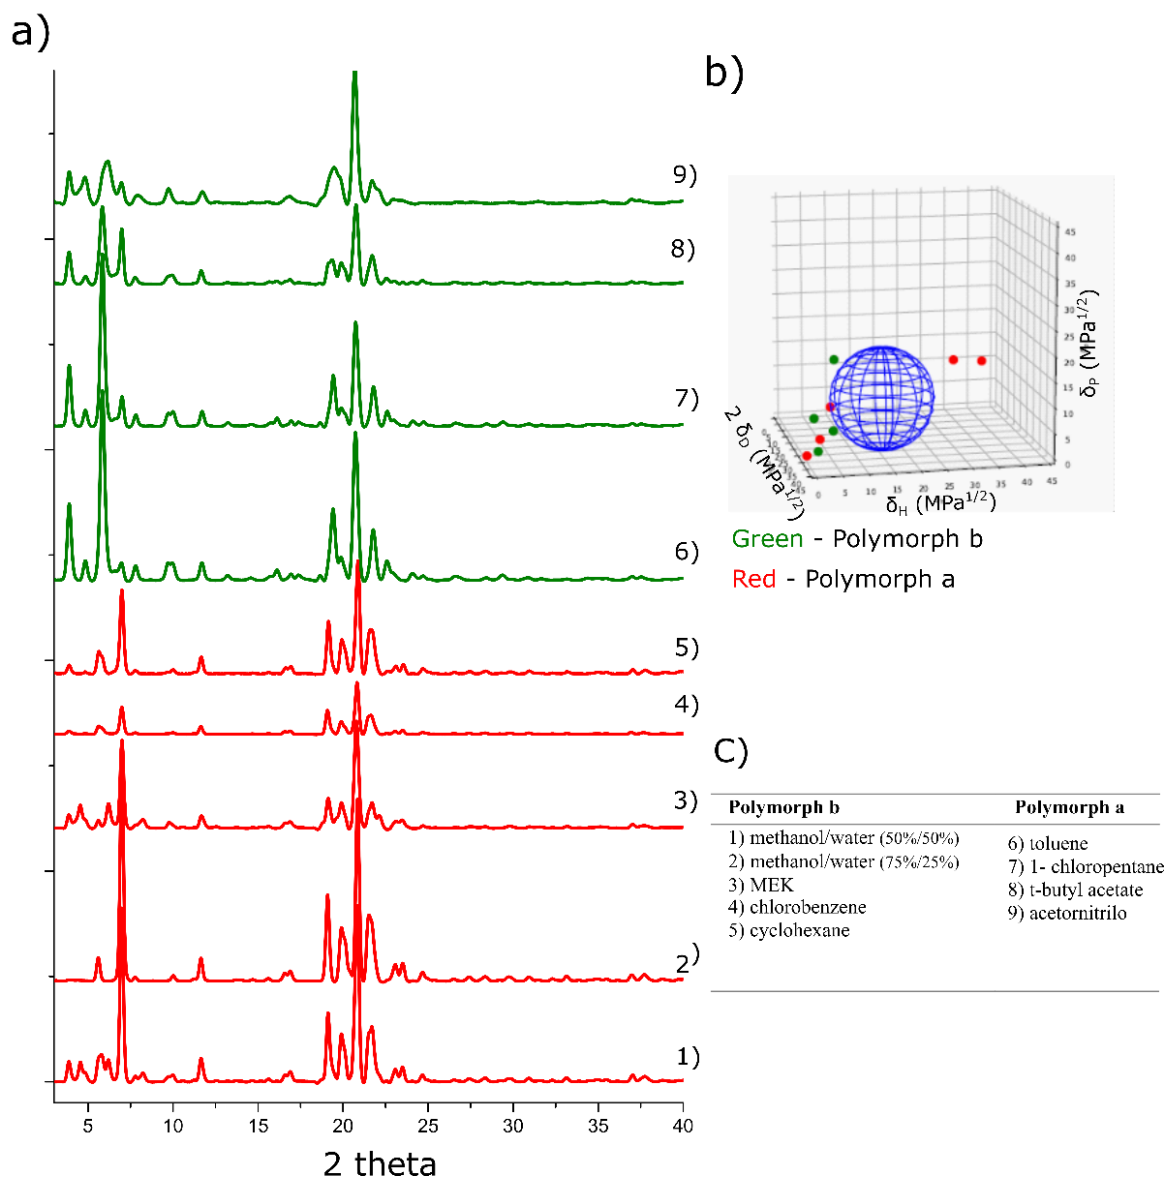 a)
9)
8)
7)
6)
5)
4)
3)
2)
1)
5 10 15 20 25 30 35 40
2 theta
b)
45
40
35
30
25
20
15
10
5
0
δP (MPa1/2)
2 δD (MPa1/2)
0 5 10 15 20 25 30 35 40 45
δH (MPa1/2)
Green - Polymorph b
Red - Polymorph a
C)
Polymorph b Polymorph a
1) methanol/water (50%/50%) 6) toluene
2) methanol/water (75%/25%) 7) 1- chloropentane
3) MEK 8) t-butyl acetate
4) chlorobenzene 9) acetornitrilo
5) cyclohexane